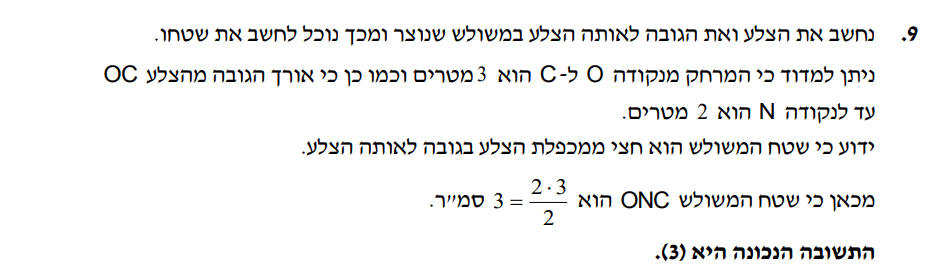 9. נחשב את הצלע ואת הגובה לאותה הצלע במשולש שנוצר ומכך נוכל לחשב את שטחו.
ניתן למדוד כי המרחק מנקודה O ל-C הוא 3 מטרים וכמו כן כי אורך הגובה מהצלע OC
עד לנקודה N הוא 2 מטרים.
ידוע כי שטח המשולש הוא חצי ממכפלת הצלע בגובה לאותה הצלע.
מכאן כי שטח המשולש ONC הוא $\frac{2 \cdot 3}{2} = 3$ סמ״ר.
התשובה הנכונה היא (3).